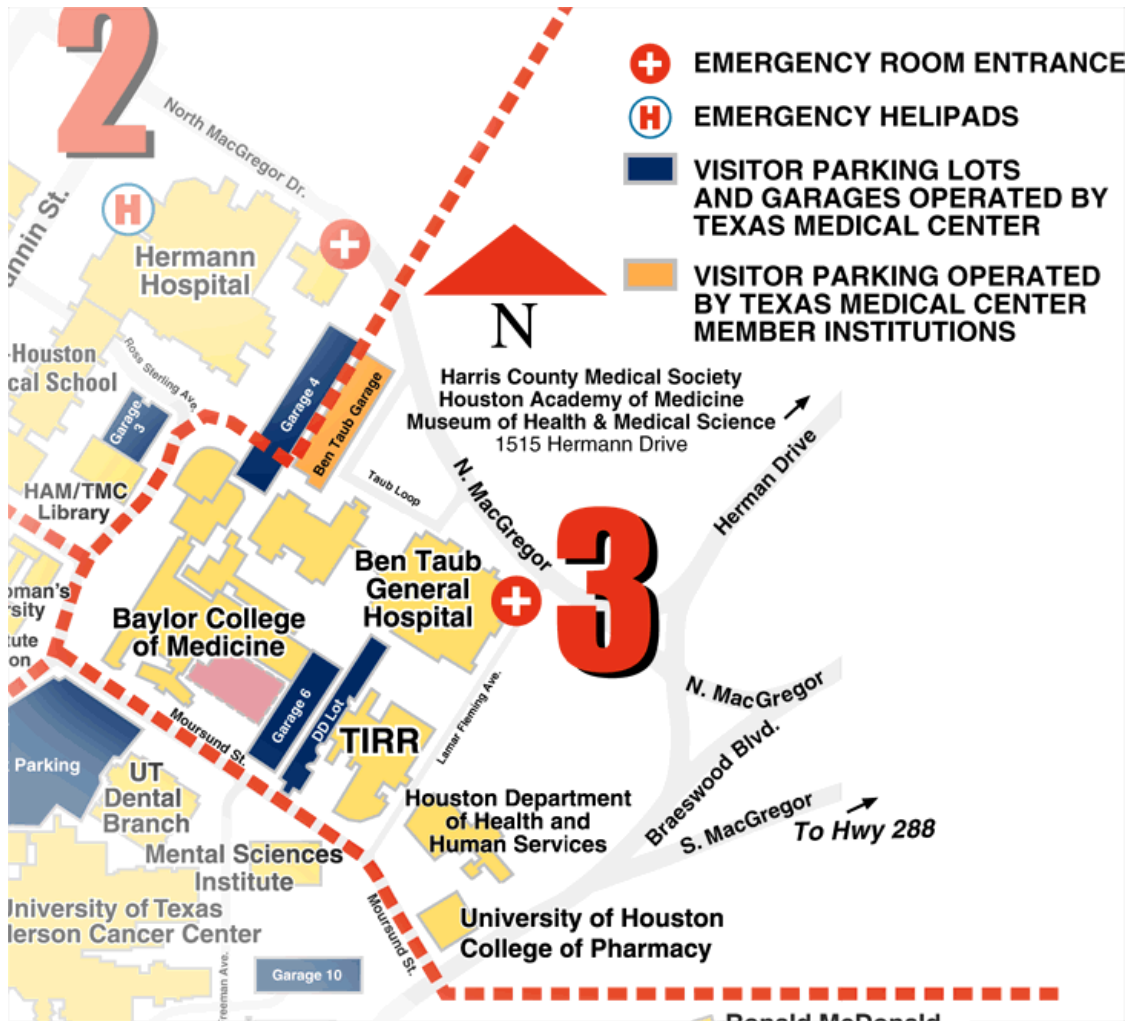 2
EMERGENCY ROOM ENTRANCE
H
EMERGENCY HELIPADS
VISITOR PARKING LOTS
AND GARAGES OPERATED BY
TEXAS MEDICAL CENTER
VISITOR PARKING OPERATED
BY TEXAS MEDICAL CENTER
MEMBER INSTITUTIONS
North MacGregor Dr.
St.
H
Hermann
Hospital
N
-Houston
School
Ross Sterling Ave.
Garage
3
Garage 4
Ben Taub Garage
Harris County Medical Society
Houston Academy of Medicine
Museum of Health & Medical Science
1515 Hermann Drive
HAM/TMC
Library
Taub Loop
N. MacGregor
Herman Drive
3
Ben Taub
General
Hospital
Baylor College
of Medicine
Garage 6
DD Lot
TIRR
Moursund St.
Lamar Fleming Ave.
N. MacGregor
Braeswood Blvd.
S. MacGregor
To Hwy 288
Parking
UT
Dental
Branch
Houston Department
of Health and
Human Services
Mental Sciences
Institute
University of Texas
Cancer Center
Moursund St.
University of Houston
College of Pharmacy
Garage 10
Ave.
Ronald McDonald